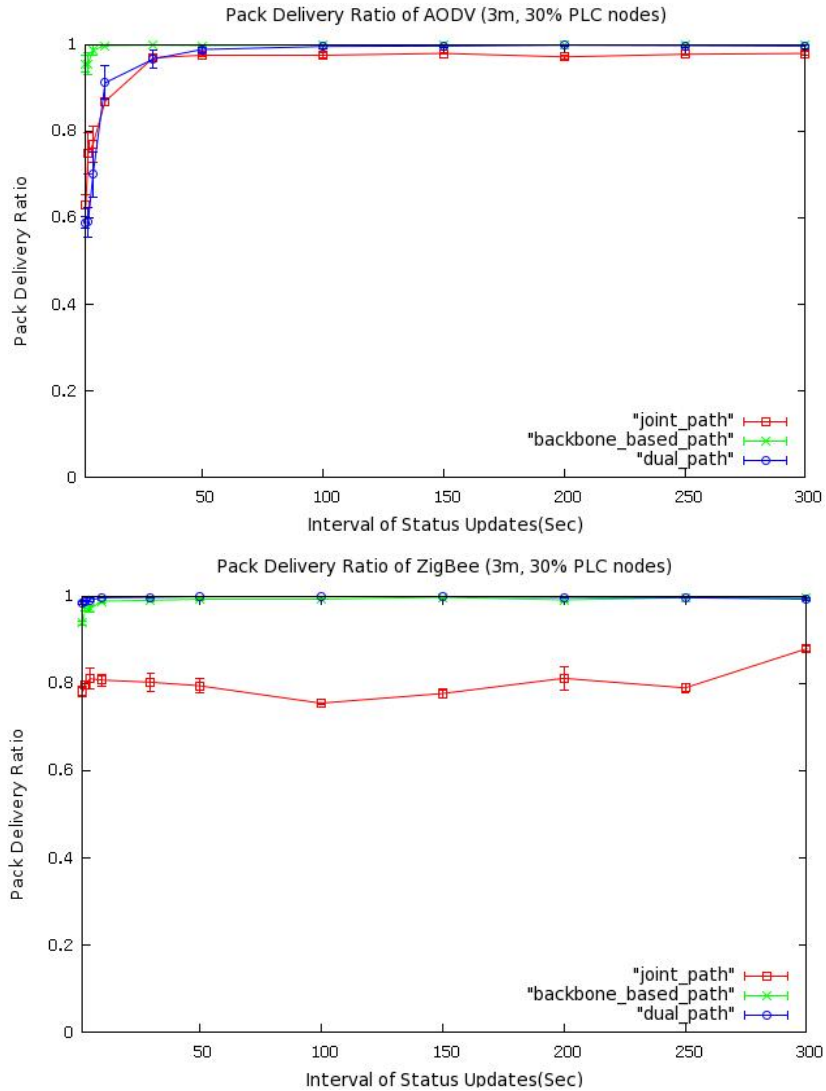 Pack Delivery Ratio of AODV (3m, 30% PLC nodes)
1
0.8
0.6
0.4
0.2
0
Pack Delivery Ratio
"joint_path"
"backbone_based_path"
"dual_path"
50 100 150 200 250 300
Interval of Status Updates(Sec)
Pack Delivery Ratio of ZigBee (3m, 30% PLC nodes)
1
0.8
0.6
0.4
0.2
0
Pack Delivery Ratio
"joint_path"
"backbone_based_path"
"dual_path"
50 100 150 200 250 300
Interval of Status Updates(Sec)